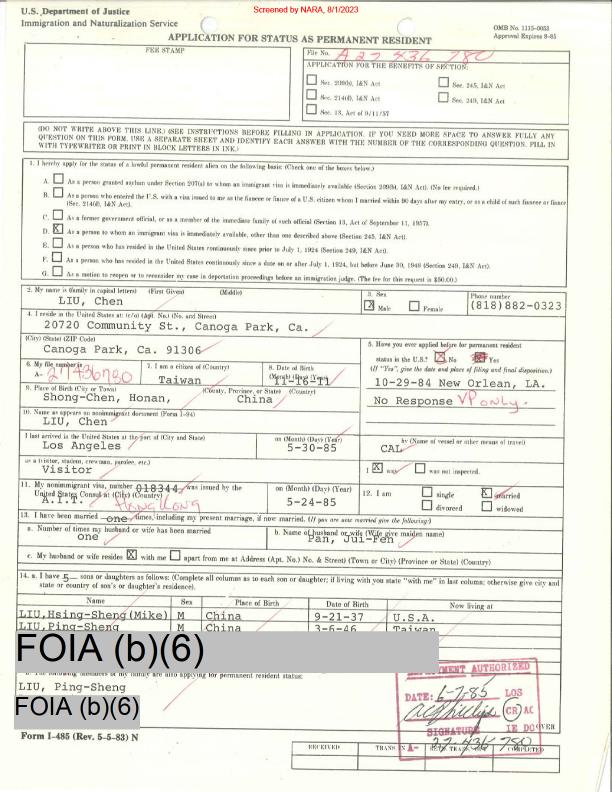 Screened by NARA, 8/1/2023
U.S. Department of Justice
Immigration and Naturalization Service
OMB No. 1115-0053
Approval Expires 8-85
APPLICATION FOR STATUS AS PERMANENT RESIDENT
FEE STAMP
File No. A 27 436 780
APPLICATION FOR THE BENEFITS OF SECTION:
Sec. 209(b), I&N Act
Sec. 245, I&N Act
Sec. 214(d), I&N Act
Sec. 249, I&N Act
Sec. 13, Act of 9/11/57
(DO NOT WRITE ABOVE THIS LINE.) (SEE INSTRUCTIONS BEFORE FILLING IN APPLICATION. IF YOU NEED MORE SPACE TO ANSWER FULLY ANY
QUESTION ON THIS FORM, USE A SEPARATE SHEET AND IDENTIFY EACH ANSWER WITH THE NUMBER OF THE CORRESPONDING QUESTION. FILL IN
WITH TYPEWRITER OR PRINT IN BLOCK LETTERS IN INK.)
1. I hereby apply for the status of a lawful permanent resident alien on the following basis: (Check one of the boxes below.)
A. As a person granted asylum under Section 207(a) to whom an immigrant visa is immediately available (Section 209(b), I&N Act). (No fee required.)
B. As a person who entered the U.S. with a visa issued to me as the fiancee or fiance of a U.S. citizen whom I married within 90 days after my entry, or as a child of such fiancee or fiance
(Sec. 214(d), I&N Act).
C. As a former government official, or as a member of the immediate family of such official (Section 13, Act of September 11, 1957).
D. X As a person to whom an immigrant visa is immediately available, other than one described above (Section 245, I&N Act).
E. As a person who has resided in the United States continuously since prior to July 1, 1924 (Section 249, I&N Act).
F. As a person who has resided in the United States continuously since a date on or after July 1, 1924, but before June 30, 1948 (Section 249, I&N Act).
G. As a motion to reopen or to reconsider my case in deportation proceedings before an immigration judge. (The fee for this request is $50.00.)
2. My name is (family in capital letters) (First Given) (Middle)
LIU, Chen
3. Sex
X Male Female
Phone number
(818)882-0323
4. I reside in the United States at: (c/o) (Apt. No.) (No. and Street)
20720 Community St., Canoga Park, Ca.
(City) (State) (ZIP Code)
Canoga Park, Ca. 91306
5. Have you ever applied before for permanent resident
status in the U.S.? X No Yes
(If "Yes", give the date and place of filing and final disposition.)
10-29-84 New Orlean, LA.
No Response VP only.
6. My file number is
A- 27436780
7. I am a citizen of (Country)
Taiwan
8. Date of Birth
(Month) (Day) (Year)
11-16-11
9. Place of Birth (City or Town) (County, Province, or State) (Country)
Shong-Chen, Honan, China
10. Name as appears on nonimmigrant document (Form I-94)
LIU, Chen
I last arrived in the United States at the port of (City and State)
Los Angeles
on (Month) (Day) (Year)
5-30-85
by (Name of vessel or other means of travel)
CAL
as a (visitor, student, crewman, parolee, etc.)
Visitor
I X was was not inspected.
11. My nonimmigrant visa, number 018344, was issued by the
United States Consul at (City) (Country)
A.I.T. Hong Kong
on (Month) (Day) (Year)
5-24-85
12. I am single X married
divorced widowed
13. I have been married one times, including my present marriage, if now married. (If you are now married give the following:)
a. Number of times my husband or wife has been married
one
b. Name of husband or wife (Wife give maiden name)
Pan, Jui-Fen
c. My husband or wife resides X with me apart from me at Address (Apt. No.) (No. & Street) (Town or City) (Province or State) (Country)
14. a. I have 5 sons or daughters as follows: (Complete all columns as to each son or daughter; if living with you state "with me" in last column; otherwise give city and
state or country of son's or daughter's residence).
Name Sex Place of Birth Date of Birth Now living at
LIU,Hsing-Sheng(Mike) M China 9-21-37 U.S.A.
LIU,Ping-Sheng M China 3-6-46 Taiwan
FOIA (b)(6)
b. The following members of my family are also applying for permanent resident status:
LIU, Ping-Sheng
FOIA (b)(6)
AUTHORIZED
DATE: 6-7-85 LOS
CR AC
SIGNATURE IE DC
OVER
A- 27-436 780
Form I-485 (Rev. 5-5-83) N
RECEIVED TRANS. IN RET'D TRANS. OUT COMPLETED